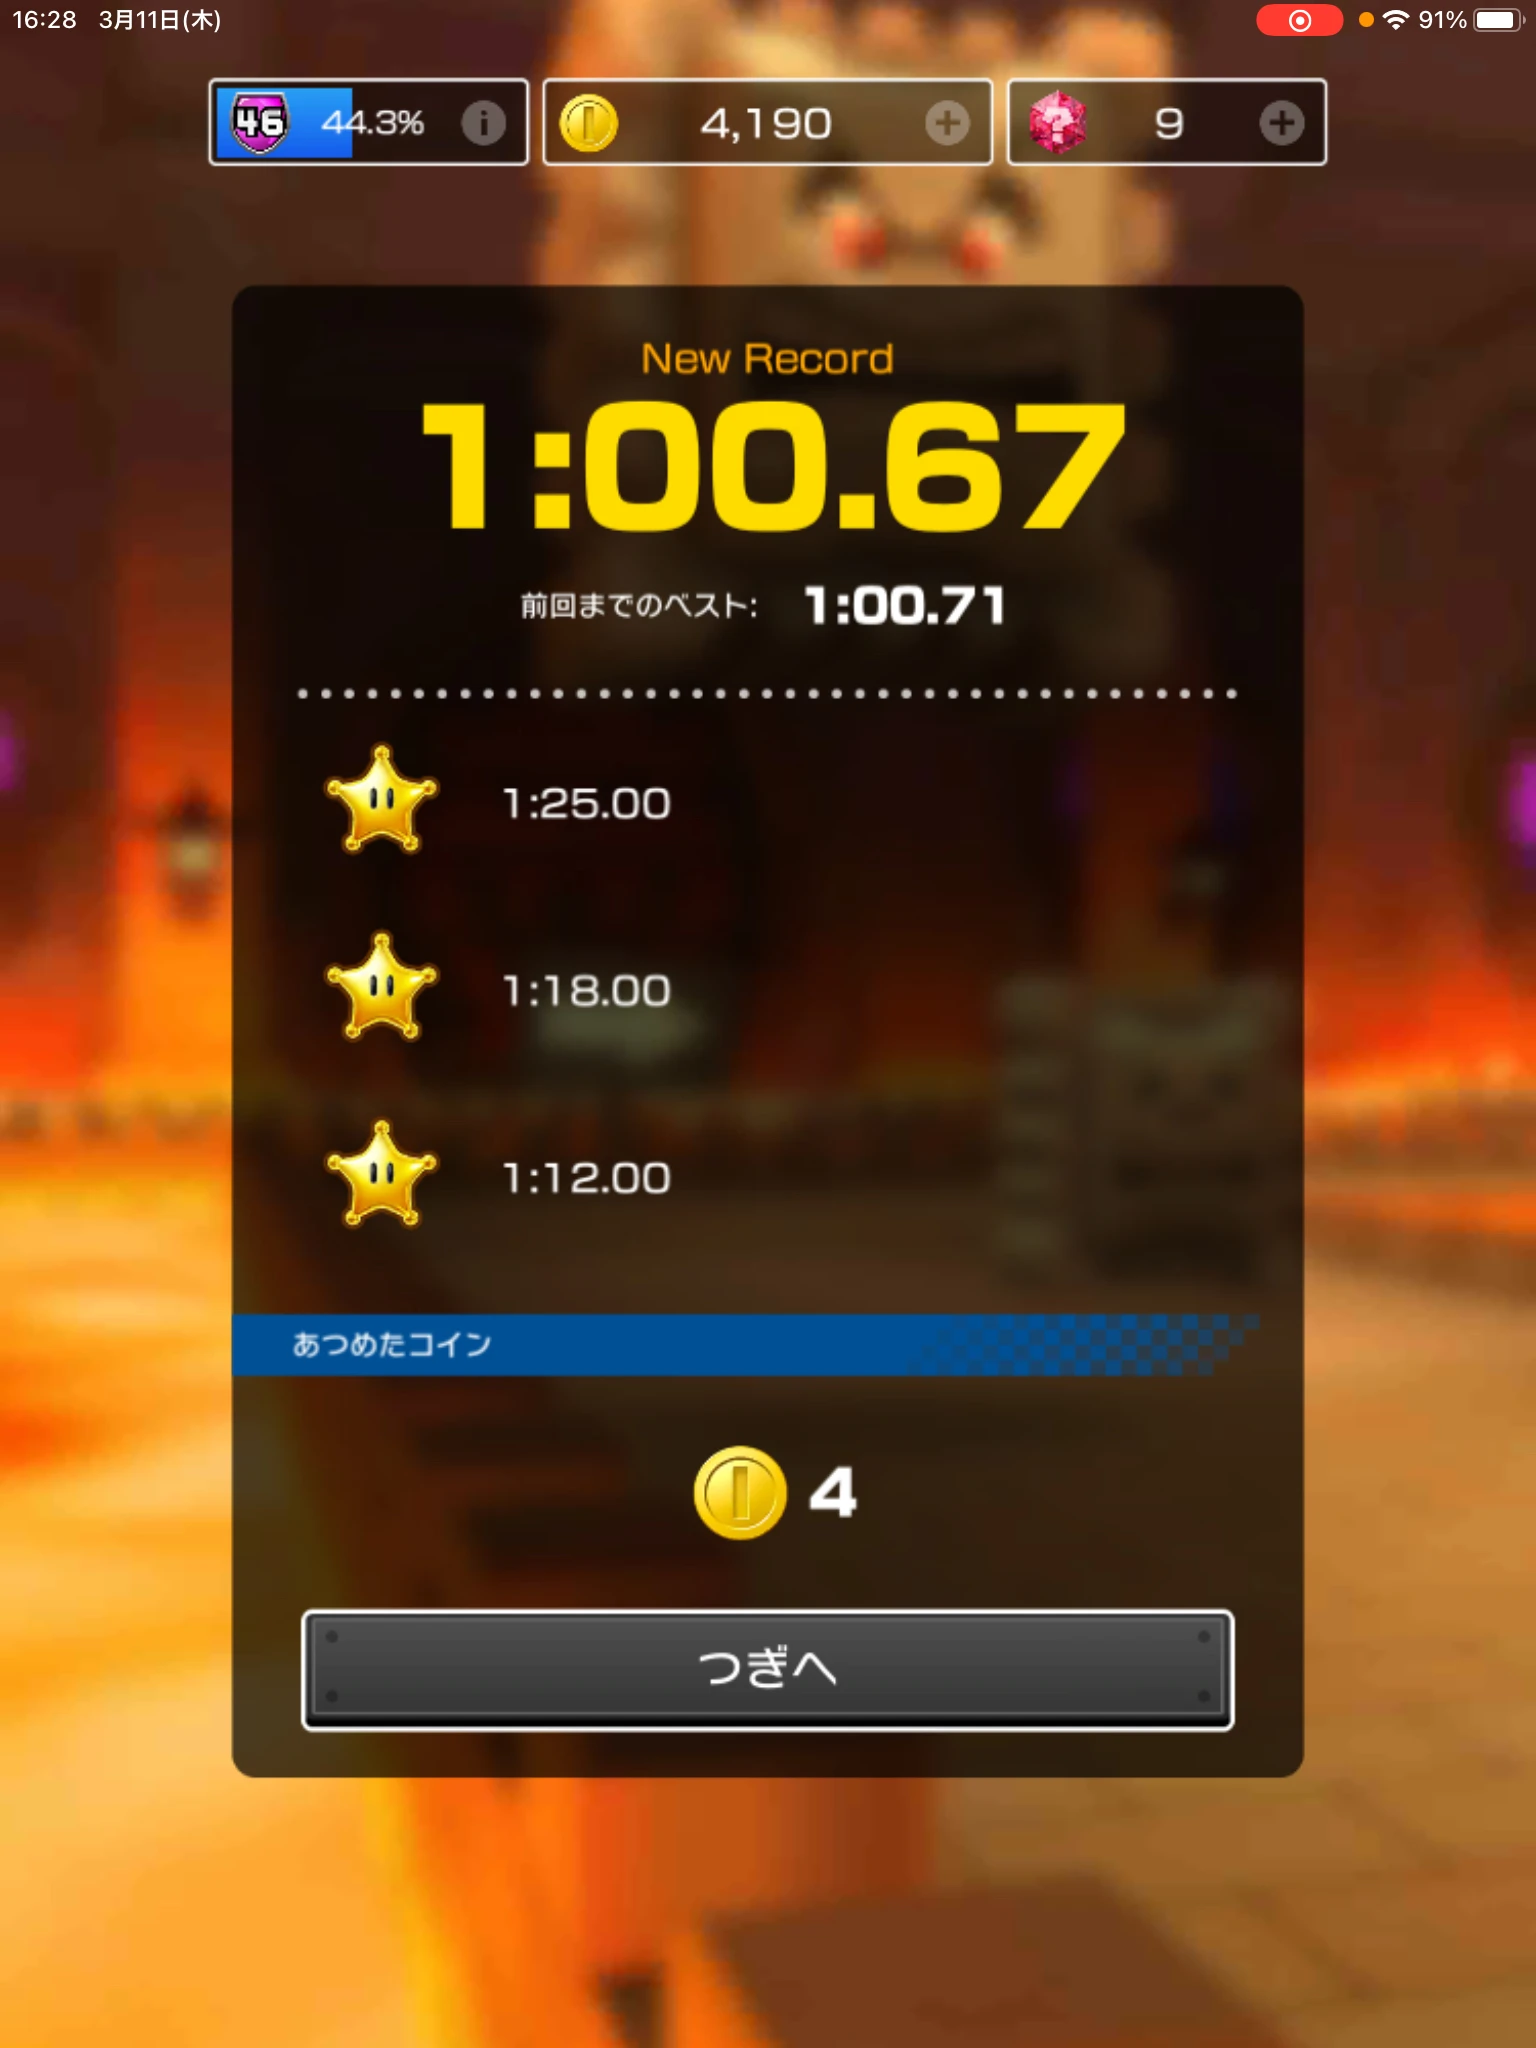 16:28 3月11日(木) 91%
46 44.3% 4,190 9
New Record
1:00.67
前回までのベスト: 1:00.71
1:25.00
1:18.00
1:12.00
あつめたコイン
4
つぎへ